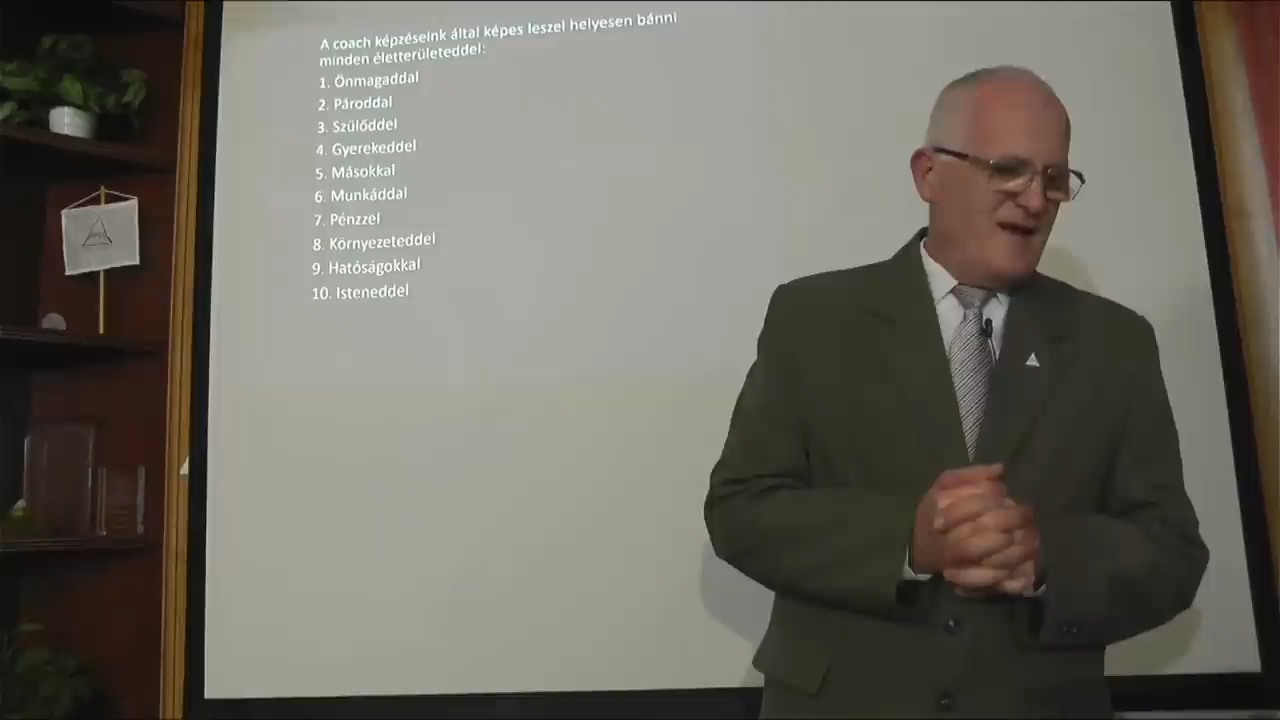 A coach képzéseink által képes leszel helyesen bánni
minden életterületeddel:
1. Önmagaddal
2. Pároddal
3. Szülőddel
4. Gyerekeddel
5. Másokkal
6. Munkáddal
7. Pénzzel
8. Környezeteddel
9. Hatóságokkal
10. Isteneddel